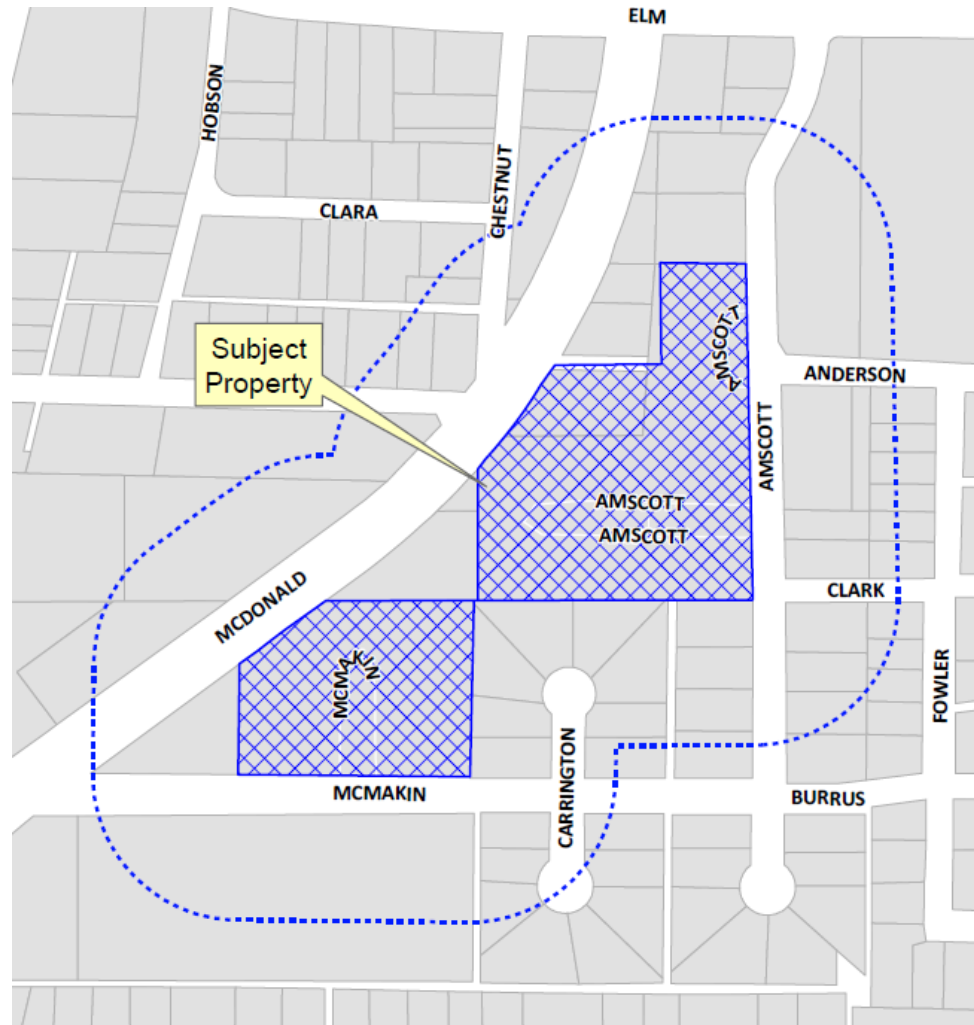 ELM
HOBSON
CHESTNUT
CLARA
AMSCOTT
Subject
Property
ANDERSON
AMSCOTT
AMSCOTT
AMSCOTT
MCDONALD
CLARK
MCMAKIN
FOWLER
CARRINGTON
MCMAKIN
BURRUS